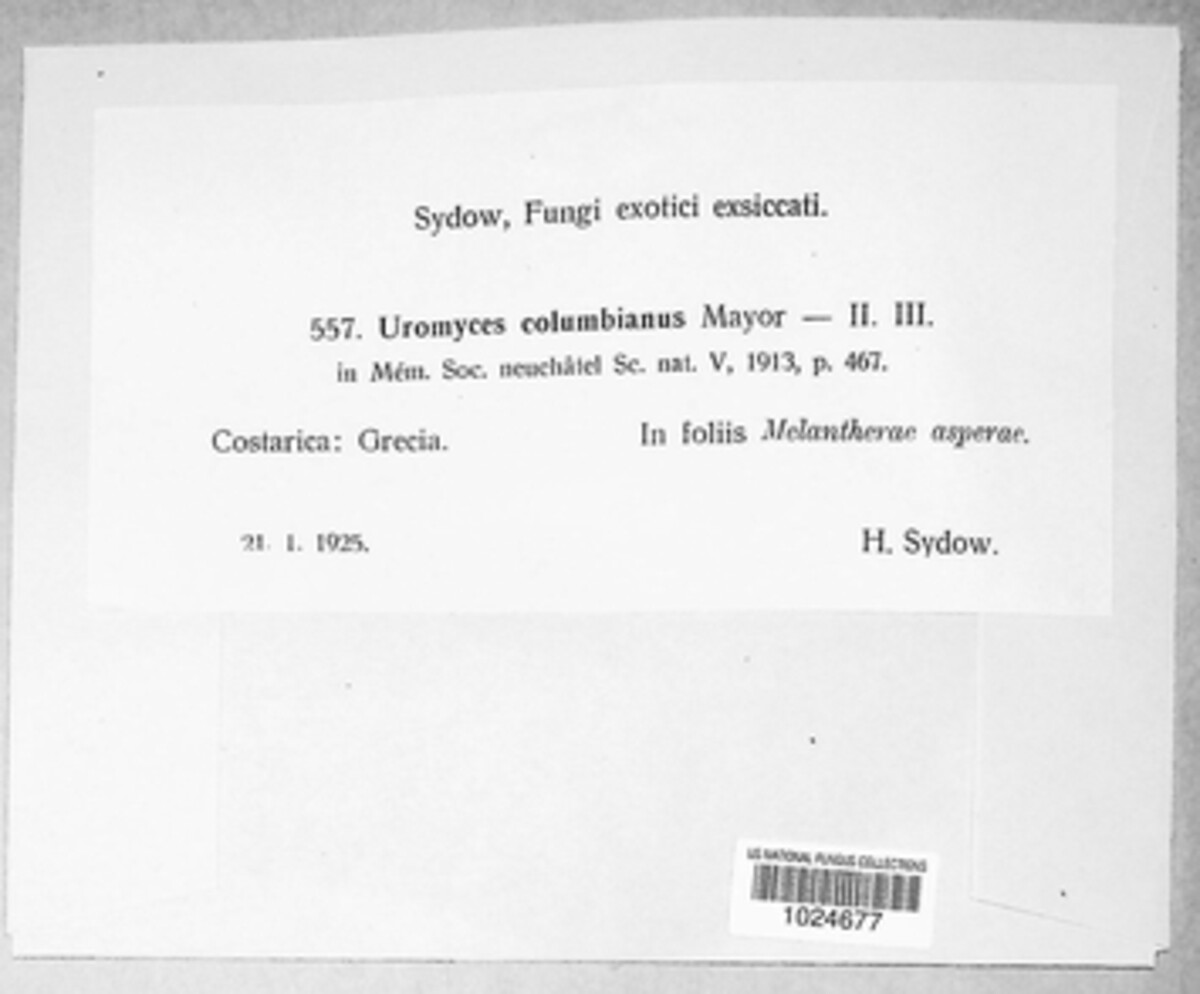 Sydow, Fungi exotici exsiccati.
557. Uromyces columbianus Mayor — II. III.
in Mém. Soc. neuchâtel Sc. nat. V, 1913, p. 467.
Costarica: Grecia. In foliis Melantherae asperae.
21. 1. 1925. H. Sydow.
US NATIONAL FUNGUS COLLECTIONS
1024677